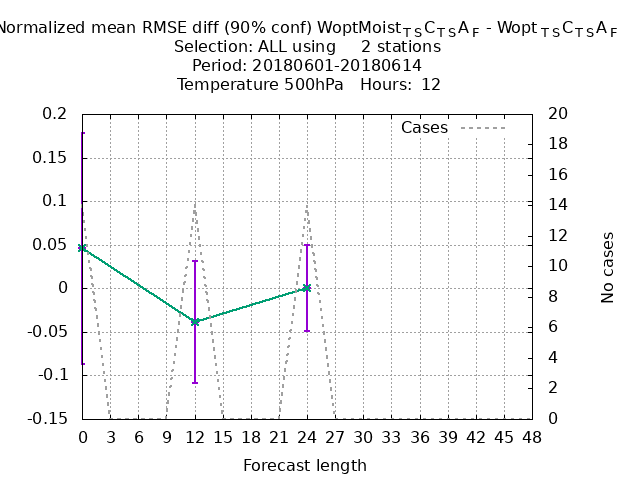 Normalized mean RMSE diff (90% conf) WoptMoist_TSC_TSA_F - Wopt_TSC_TSA_F
Selection: ALL using 2 stations
Period: 20180601-20180614
Temperature 500hPa Hours: 12
0.2
0.15
0.1
0.05
0
-0.05
-0.1
-0.15
Cases
20
18
16
14
12
10
8
6
4
2
0
No cases
0 3 6 9 12 15 18 21 24 27 30 33 36 39 42 45 48
Forecast length